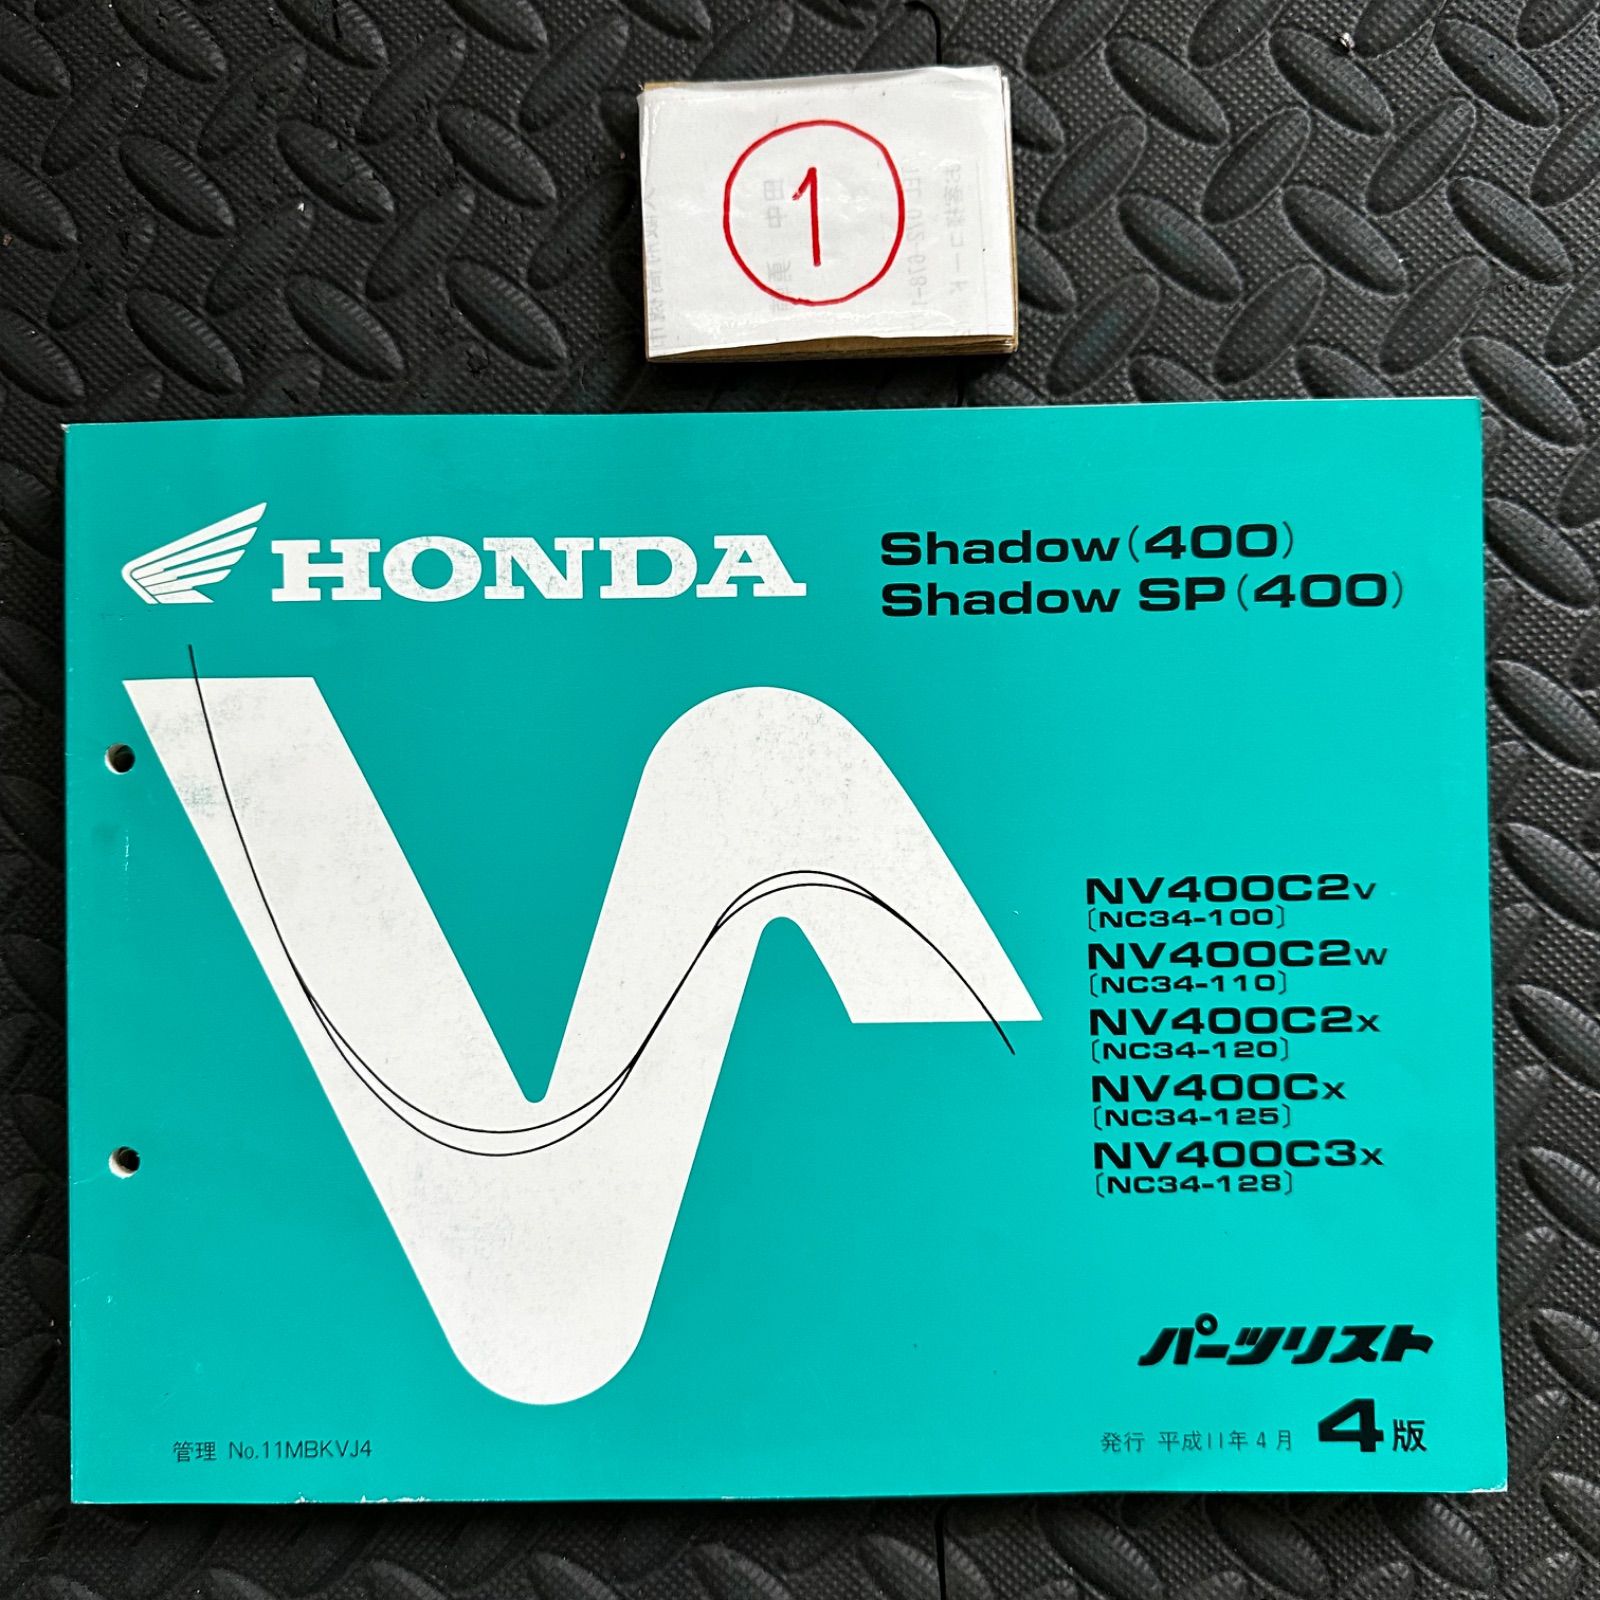 1
HONDA
Shadow(400)
Shadow SP(400)
NV400C2V
[NC34-100]
NV400C2W
[NC34-110]
NV400C2X
[NC34-120]
NV400CX
[NC34-125]
NV400C3X
[NC34-128]
パーツリスト
管理 No.11MBKVJ4
発行 平成11年4月 4版